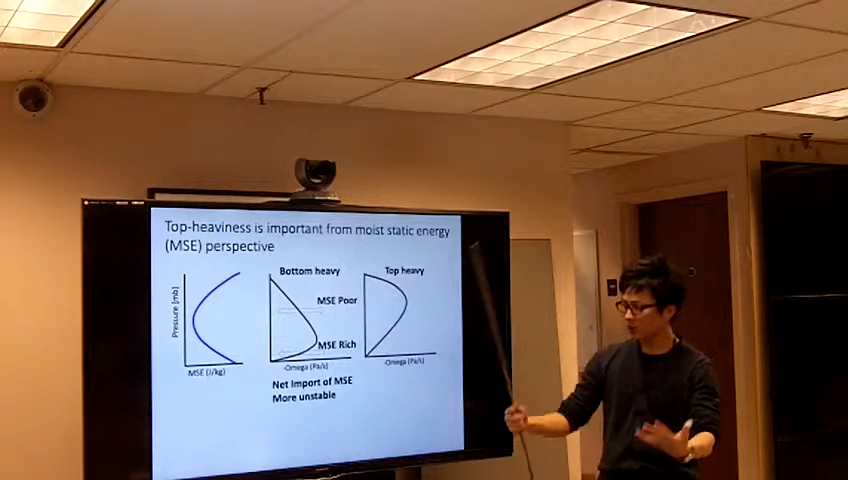 Top-heaviness is important from moist static energy
(MSE) perspective
Bottom heavy
Top heavy
Pressure [mb]
MSE Poor
MSE Rich
MSE (J/kg)
-Omega (Pa/s)
-Omega (Pa/s)
Net Import of MSE
More unstable